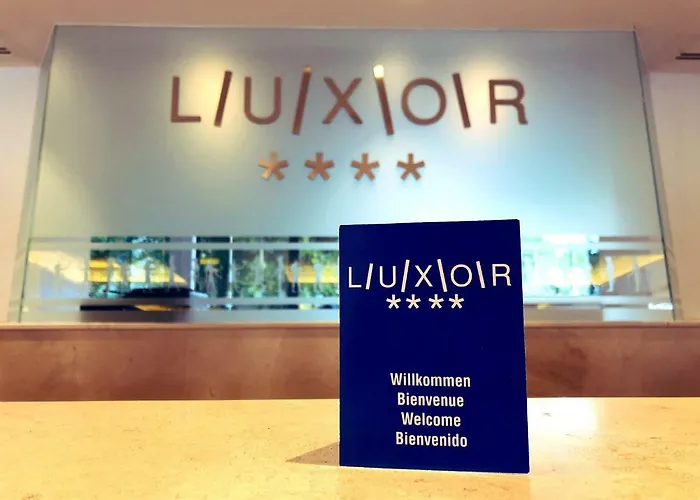 L/U/X\O\R
****
L/U/X\O\R
****
Willkommen
Bienvenue
Welcome
Bienvenido